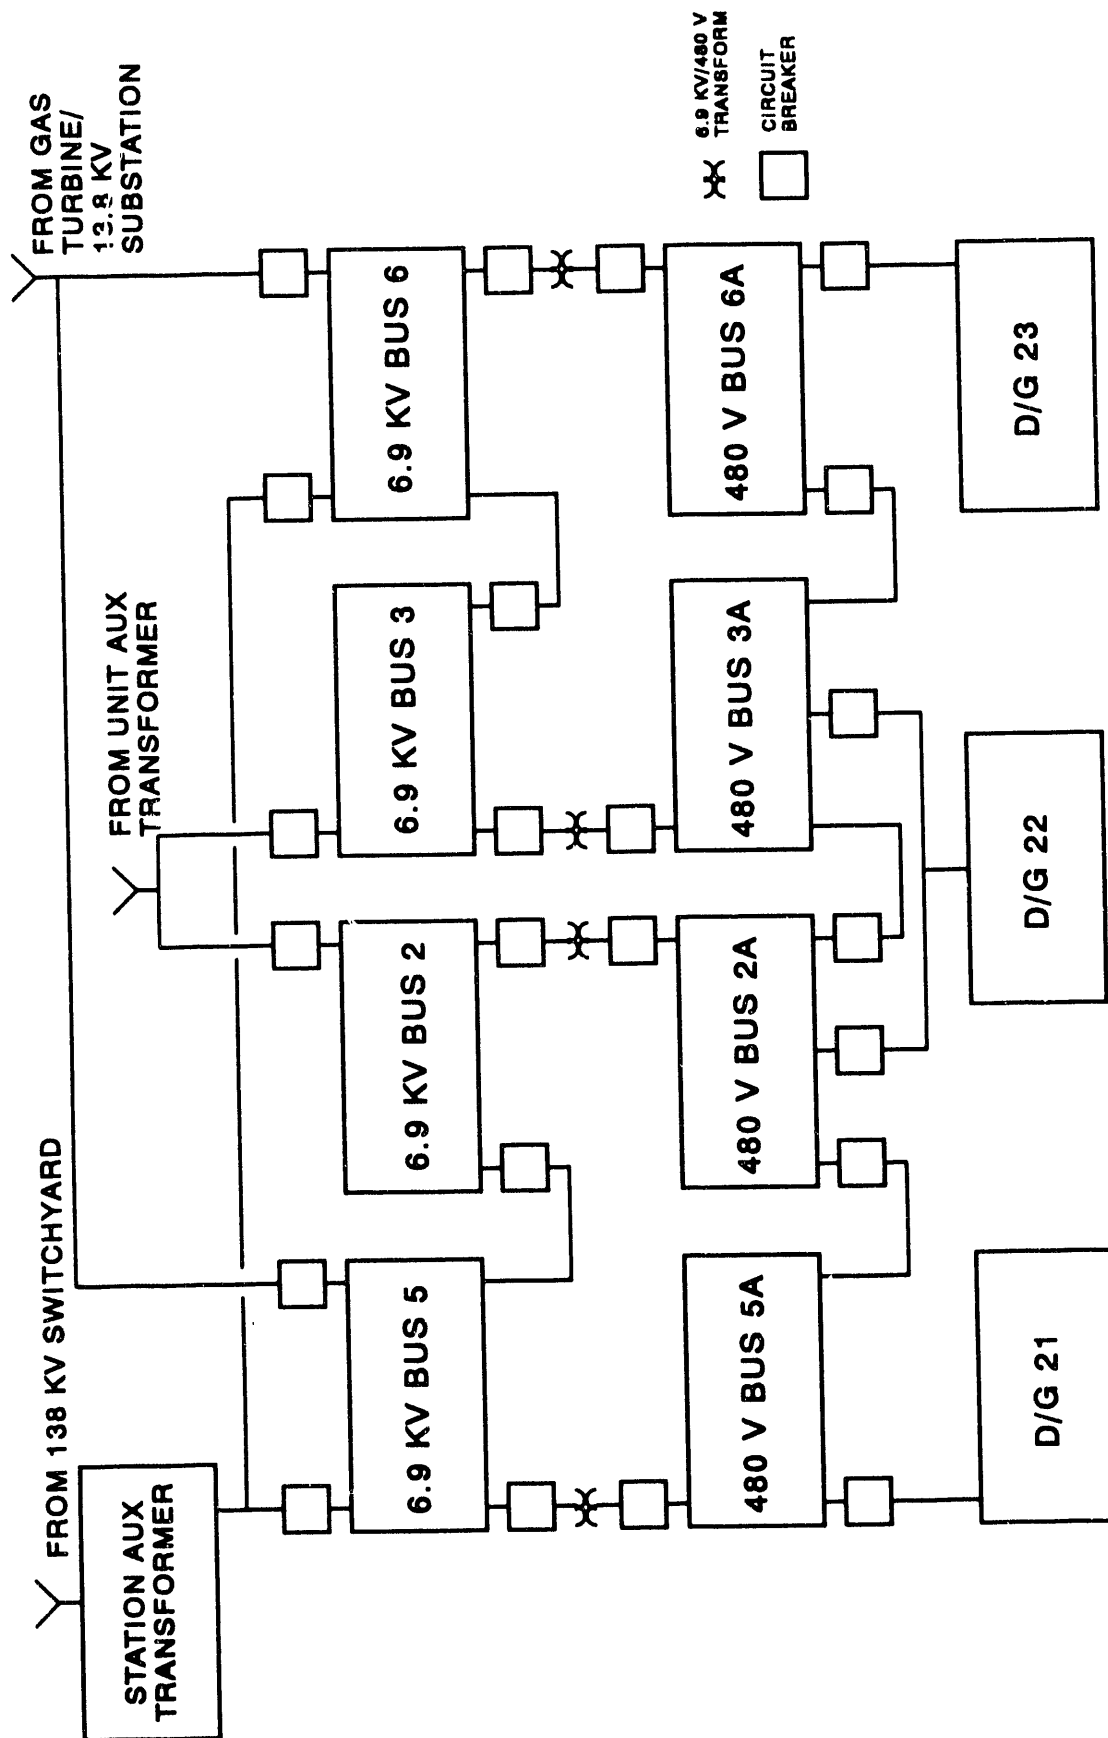 FROM 138 KV SWITCHYARD
STATION AUX
TRANSFORMER
FROM UNIT AUX
TRANSFORMER
FROM GAS
TURBINE/
13.8 KV
SUBSTATION
6.9 KV BUS 5
6.9 KV BUS 2
6.9 KV BUS 3
6.9 KV BUS 6
480 V BUS 5A
480 V BUS 2A
480 V BUS 3A
480 V BUS 6A
D/G 21
D/G 22
D/G 23
6.9 KV/480 V
TRANSFORM
CIRCUIT
BREAKER